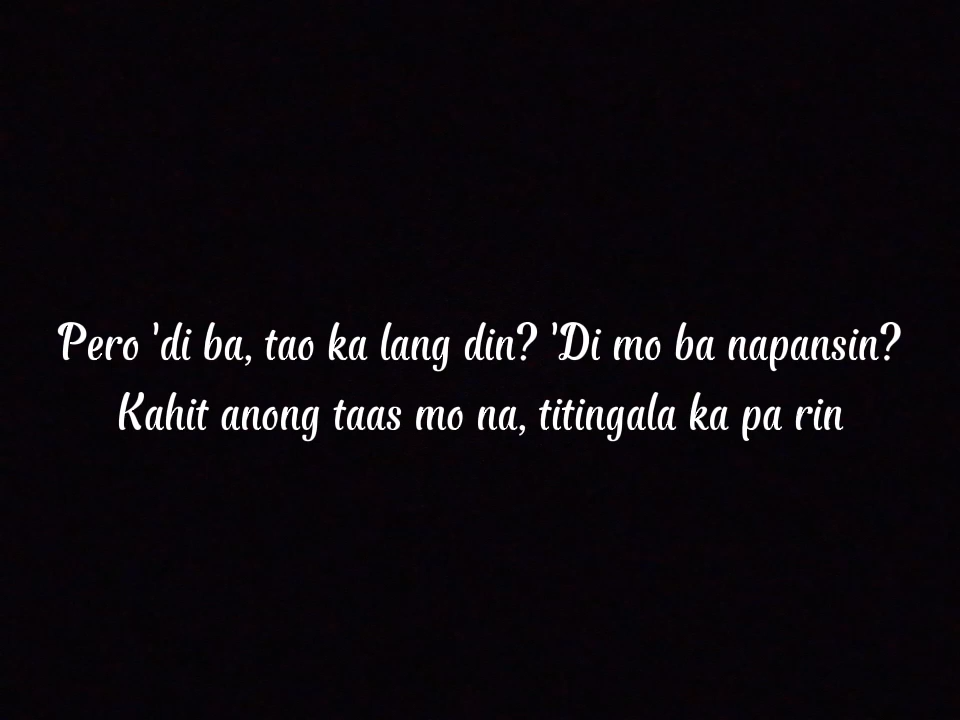 Pero 'di ba, tao ka lang din? 'Di mo ba napansin?
Kahit anong taas mo na, titingala ka pa rin